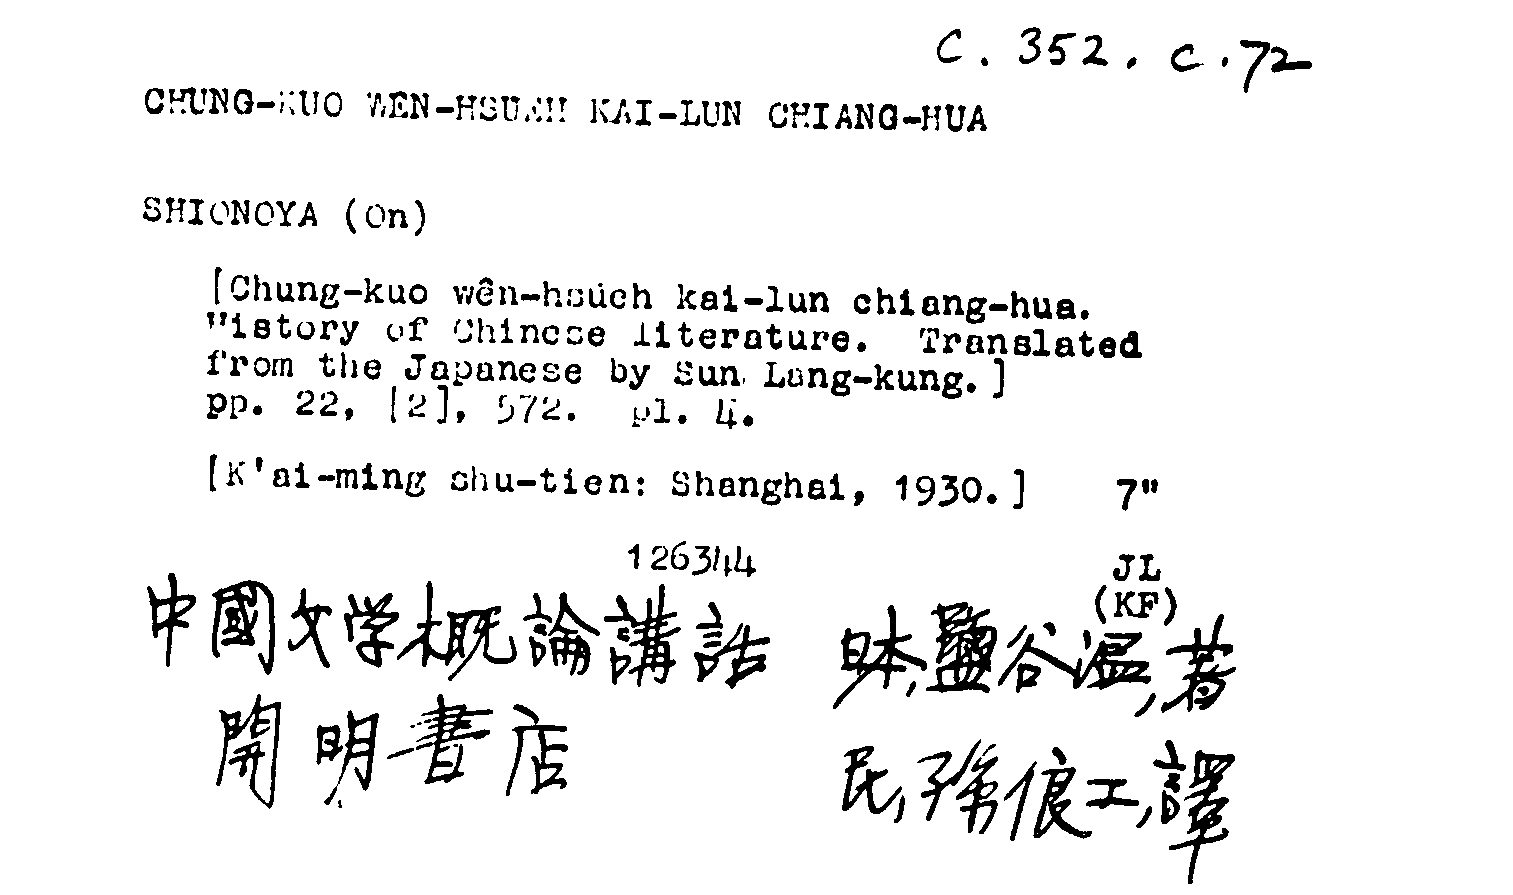 C. 352. c. 72
CHUNG-KUO WEN-HSUEH KAI-LUN CHIANG-HUA
SHIONOYA (On)
[Chung-kuo wên-hsüeh kai-lun chiang-hua.
History of Chinese literature. Translated
from the Japanese by Sun Lang-kung.]
pp. 22, [2], 572. pl. 4.
[K'ai-ming shu-tien: Shanghai, 1930.] 7"
126344
JL
(KF)
中國文学概論講話 日本,鹽谷温,著
開明書店 民,孫俍工,譯